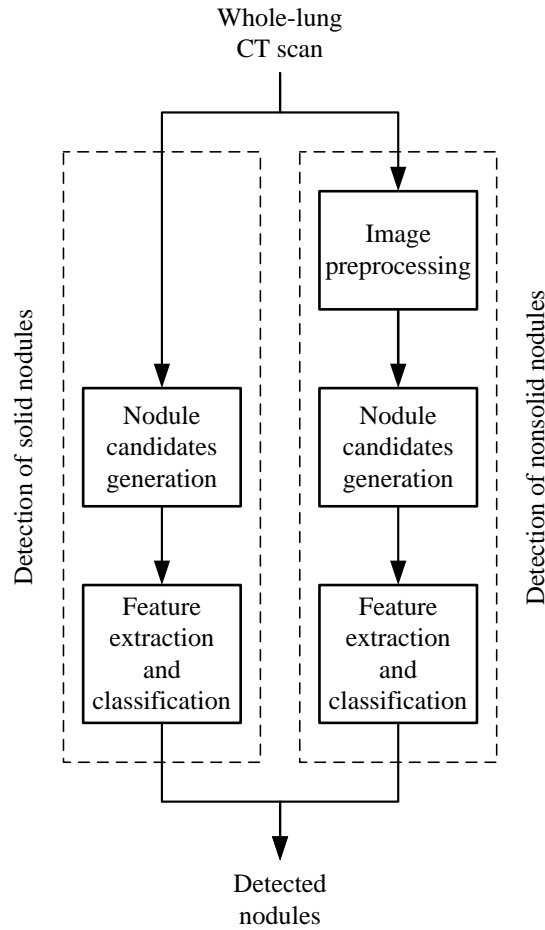 Whole-lung
CT scan
Image
preprocessing
Detection of solid nodules
Detection of nonsolid nodules
Nodule
candidates
generation
Nodule
candidates
generation
Feature
extraction
and
classification
Feature
extraction
and
classification
Detected
nodules